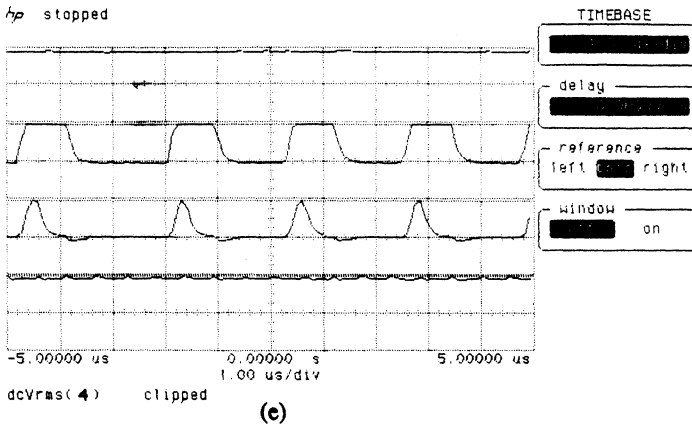 hp stopped
TIMEBASE
delay
reference
left right
window
on
-5.00000 us 0.00000 s 5.00000 us
1.00 us/div
dcVrms(4) clipped
(e)